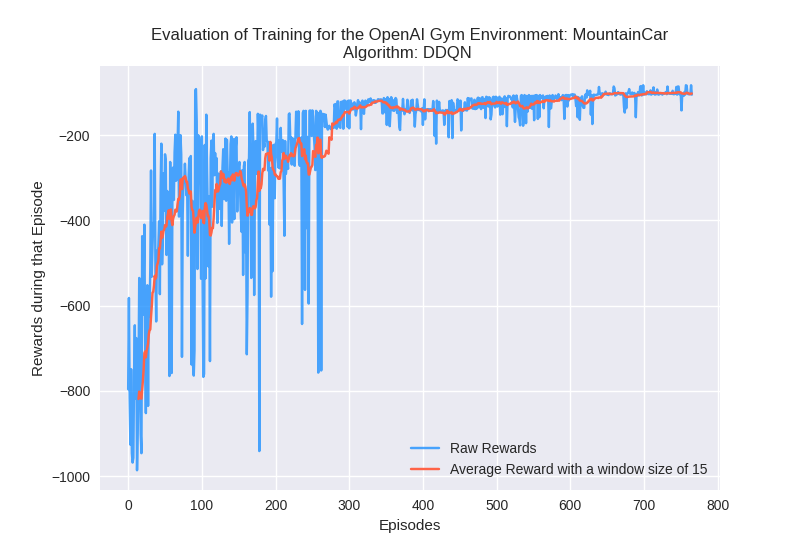 Evaluation of Training for the OpenAI Gym Environment: MountainCar
Algorithm: DDQN
Rewards during that Episode
−200
−400
−600
−800
−1000
Raw Rewards
Average Reward with a window size of 15
0 100 200 300 400 500 600 700 800
Episodes